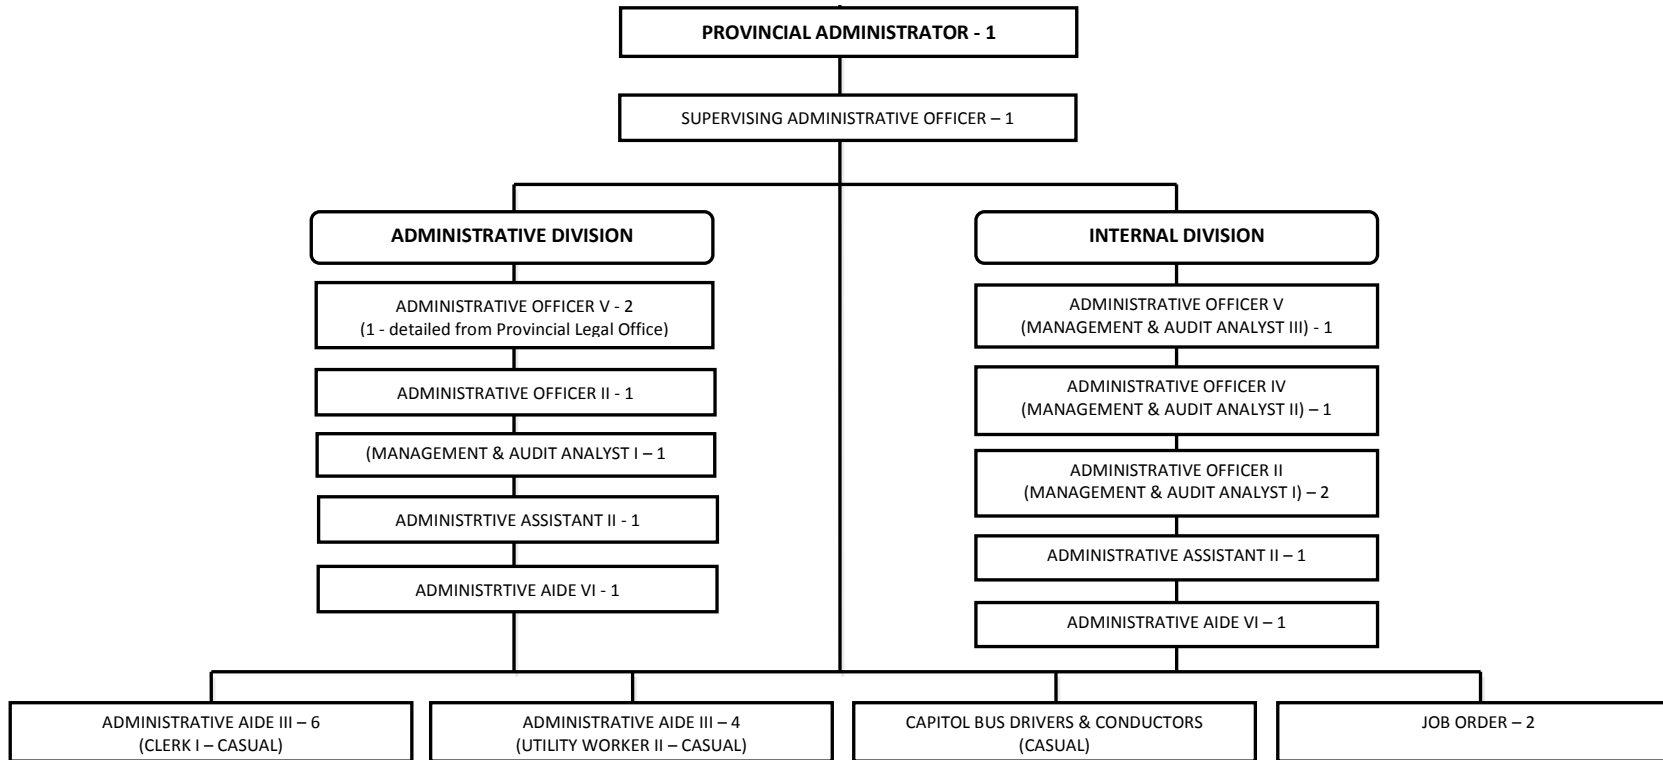 PROVINCIAL ADMINISTRATOR - 1
SUPERVISING ADMINISTRATIVE OFFICER – 1
ADMINISTRATIVE DIVISION
ADMINISTRATIVE OFFICER V - 2
(1 - detailed from Provincial Legal Office)
ADMINISTRATIVE OFFICER II - 1
(MANAGEMENT & AUDIT ANALYST I – 1
ADMINISTRTIVE ASSISTANT II - 1
ADMINISTRTIVE AIDE VI - 1
INTERNAL DIVISION
ADMINISTRATIVE OFFICER V
(MANAGEMENT & AUDIT ANALYST III) - 1
ADMINISTRATIVE OFFICER IV
(MANAGEMENT & AUDIT ANALYST II) – 1
ADMINISTRATIVE OFFICER II
(MANAGEMENT & AUDIT ANALYST I) – 2
ADMINISTRATIVE ASSISTANT II – 1
ADMINISTRATIVE AIDE VI – 1
ADMINISTRATIVE AIDE III – 6
(CLERK I – CASUAL)
ADMINISTRATIVE AIDE III – 4
(UTILITY WORKER II – CASUAL)
CAPITOL BUS DRIVERS & CONDUCTORS
(CASUAL)
JOB ORDER – 2